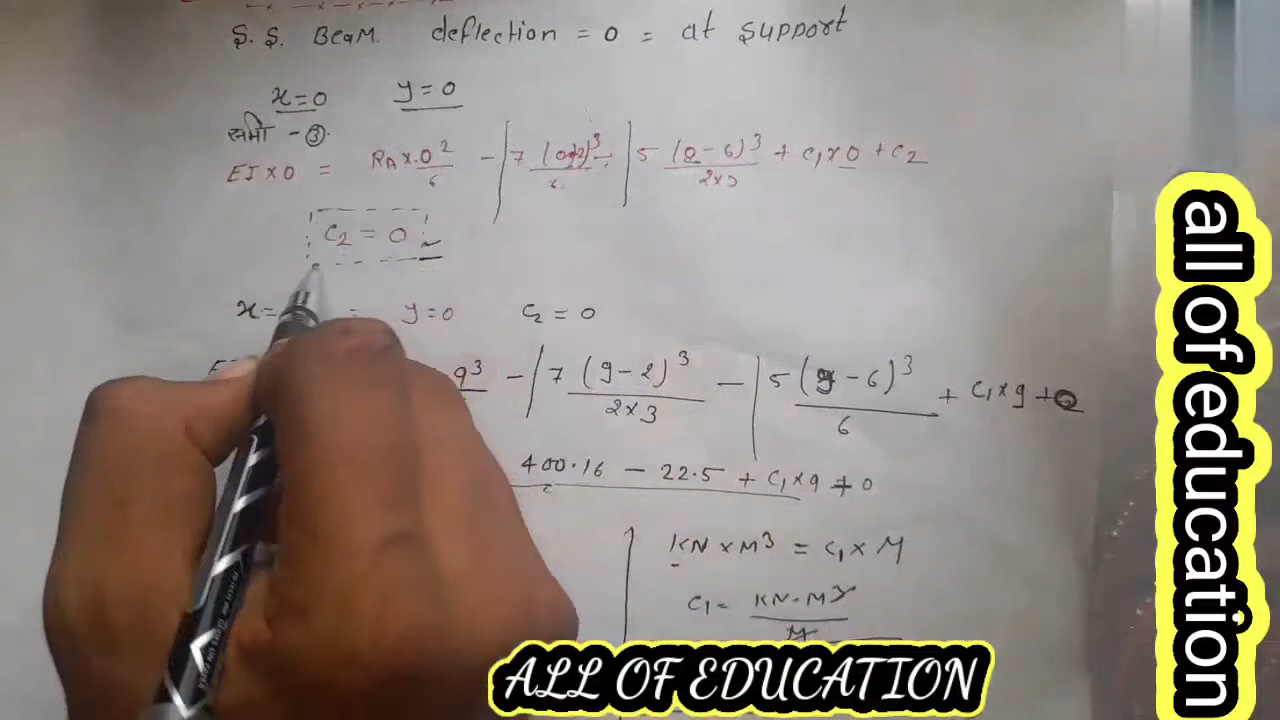 S.S. BeaM. deflection = 0 = at support
x=0 y=0
समी - ③.
EI×0 = RA×.0² / 6 - | 7 (0-2)³ / 6 - | 5 (0-6)³ / 2×3 + C₁×0 + C₂
C₂ = 0
x= = y=0 C₂ = 0
9³ - | 7 (9-2)³ / 2×3 - | 5 (9-6)³ / 6 + C₁×9 + 0
400.16 - 22.5 + C₁×9 + 0
KN×M³ = C₁×M
C₁= KN-M³ / M
ALL OF EDUCATION
all of education